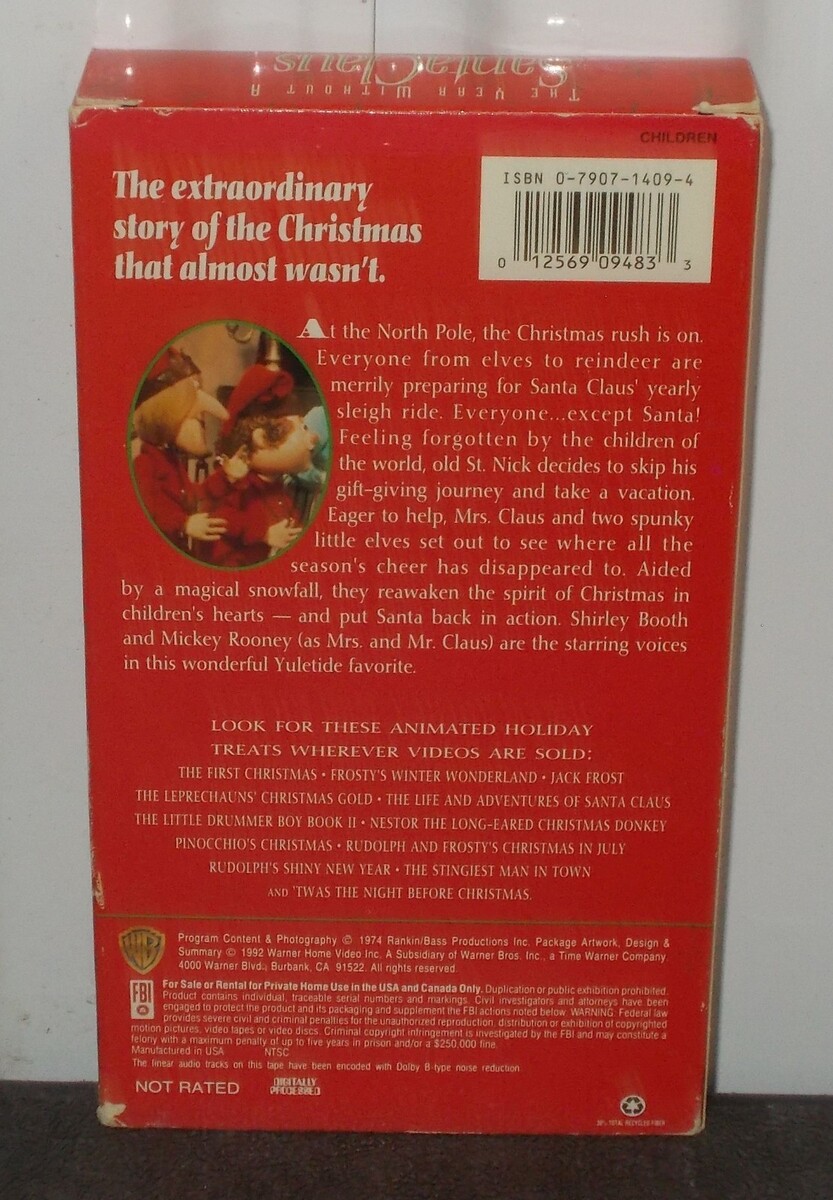 Santa Claus
THE YEAR WITHOUT A
CHILDREN
The extraordinary
story of the Christmas
that almost wasn't.
ISBN 0-7907-1409-4
0 12569 09483 3
At the North Pole, the Christmas rush is on.
Everyone from elves to reindeer are
merrily preparing for Santa Claus' yearly
sleigh ride. Everyone...except Santa!
Feeling forgotten by the children of
the world, old St. Nick decides to skip his
gift-giving journey and take a vacation.
Eager to help, Mrs. Claus and two spunky
little elves set out to see where all the
season's cheer has disappeared to. Aided
by a magical snowfall, they reawaken the spirit of Christmas in
children's hearts — and put Santa back in action. Shirley Booth
and Mickey Rooney (as Mrs. and Mr. Claus) are the starring voices
in this wonderful Yuletide favorite.
LOOK FOR THESE ANIMATED HOLIDAY
TREATS WHEREVER VIDEOS ARE SOLD:
THE FIRST CHRISTMAS • FROSTY'S WINTER WONDERLAND • JACK FROST
THE LEPRECHAUNS' CHRISTMAS GOLD • THE LIFE AND ADVENTURES OF SANTA CLAUS
THE LITTLE DRUMMER BOY BOOK II • NESTOR THE LONG-EARED CHRISTMAS DONKEY
PINOCCHIO'S CHRISTMAS • RUDOLPH AND FROSTY'S CHRISTMAS IN JULY
RUDOLPH'S SHINY NEW YEAR • THE STINGIEST MAN IN TOWN
AND 'TWAS THE NIGHT BEFORE CHRISTMAS.
WB
Program Content & Photography © 1974 Rankin/Bass Productions Inc. Package Artwork, Design &
Summary © 1992 Warner Home Video Inc. A Subsidiary of Warner Bros. Inc., a Time Warner Company.
4000 Warner Blvd., Burbank, CA 91522. All rights reserved.
FBI
For Sale or Rental for Private Home Use in the USA and Canada Only. Duplication or public exhibition prohibited.
Product contains individual, traceable serial numbers and markings. Civil investigators and attorneys have been
engaged to protect the product and its packaging and supplement the FBI actions noted below. WARNING: Federal law
provides severe civil and criminal penalties for the unauthorized reproduction, distribution or exhibition of copyrighted
motion pictures, video tapes or video discs. Criminal copyright infringement is investigated by the FBI and may constitute a
felony with a maximum penalty of up to five years in prison and/or a $250,000 fine.
Manufactured in USA NTSC
The linear audio tracks on this tape have been encoded with Dolby B-type noise reduction
NOT RATED
DIGITALLY
PROCESSED
TOTAL RECYCLED FIBER